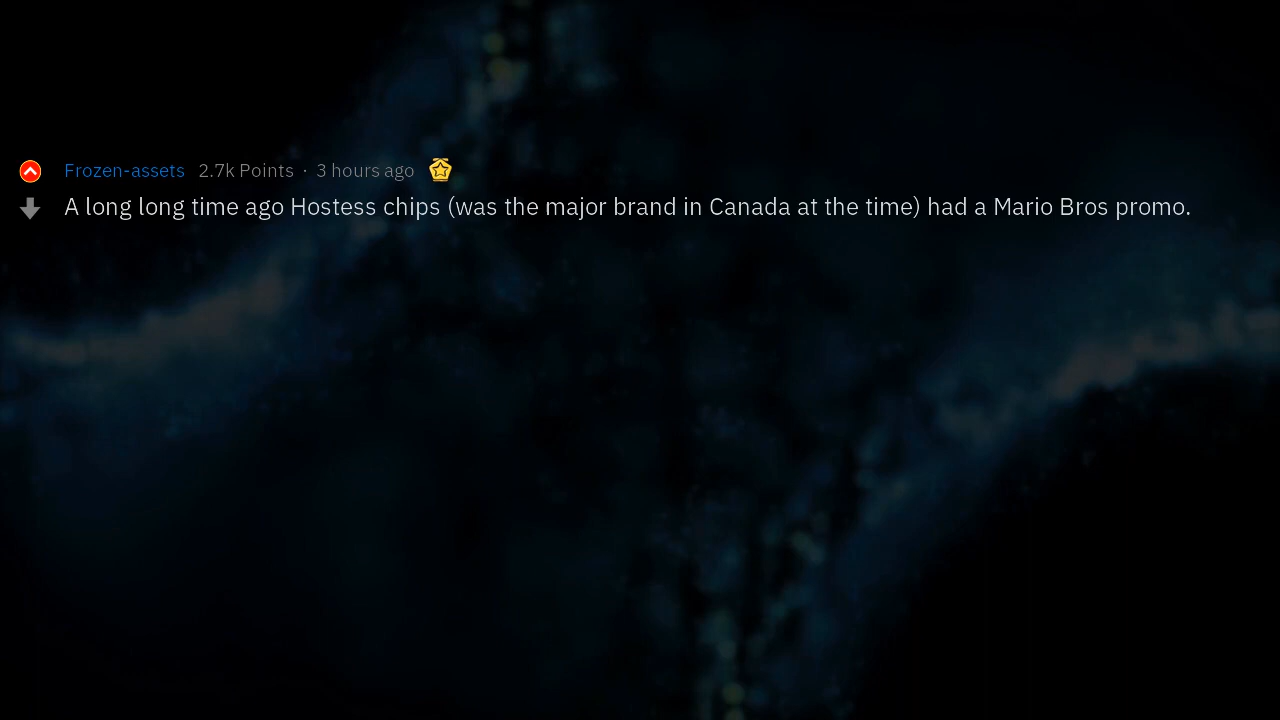 Frozen-assets 2.7k Points · 3 hours ago
A long long time ago Hostess chips (was the major brand in Canada at the time) had a Mario Bros promo.